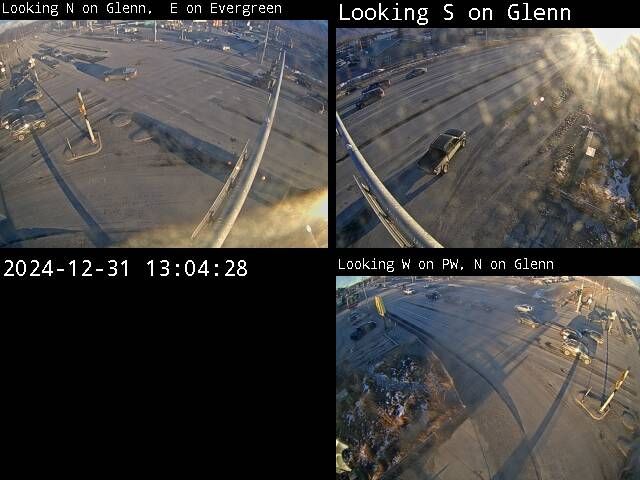 Looking N on Glenn,  E on Evergreen
Looking S on Glenn
2024-12-31 13:04:28
Looking W on PW, N on Glenn